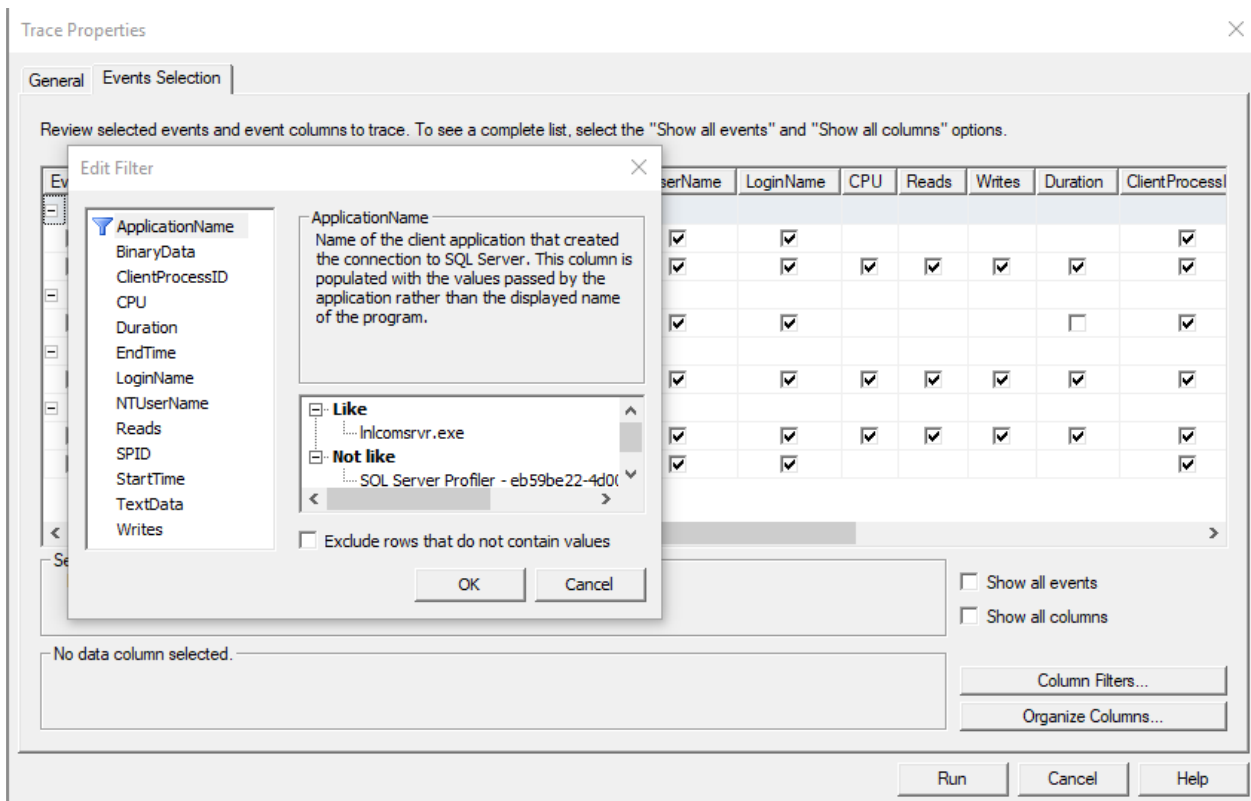 Trace Properties
General
Events Selection
Review selected events and event columns to trace. To see a complete list, select the "Show all events" and "Show all columns" options.
Edit Filter
LoginName
CPU
Reads
Writes
Duration
ApplicationName
BinaryData
ClientProcessID
CPU
Duration
EndTime
LoginName
NTUserName
Reads
SPID
StartTime
TextData
Writes
ApplicationName
Name of the client application that created
the connection to SQL Server. This column is
populated with the values passed by the
application rather than the displayed name
of the program.
Like
lnlcomsrvr.exe
Not like
SQL Server Profiler - eb59be22-4d0
Exclude rows that do not contain values
OK
Cancel
Show all events
Show all columns
No data column selected.
Column Filters...
Organize Columns...
Run
Cancel
Help